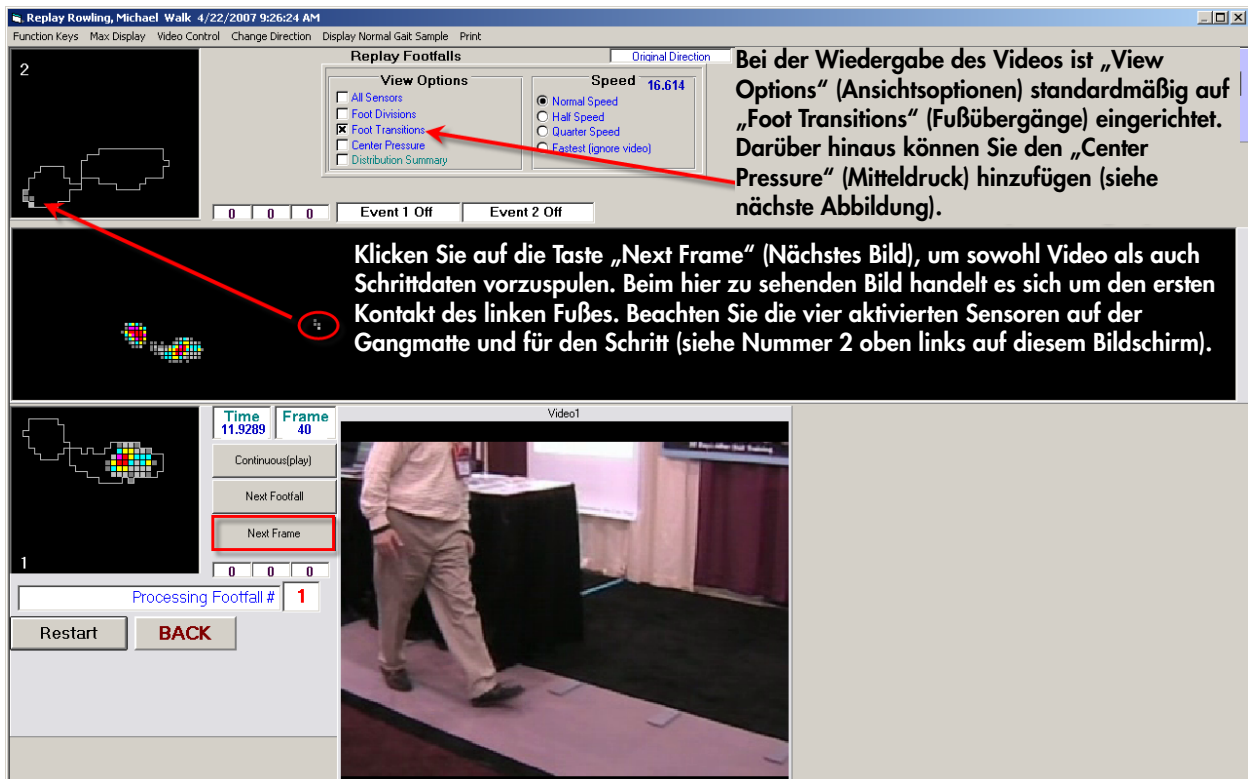 Replay Rowling, Michael Walk 4/22/2007 9:26:24 AM
Function Keys Max Display Video Control Change Direction Display Normal Gait Sample Print
2
Replay Footfalls
Original Direction
View Options
All Sensors
Foot Divisions
Foot Transitions
Center Pressure
Distribution Summary
Speed 16.614
Normal Speed
Half Speed
Quarter Speed
Fastest (ignore video)
0 0 0 Event 1 Off Event 2 Off
Bei der Wiedergabe des Videos ist „View
Options“ (Ansichtsoptionen) standardmäßig auf
„Foot Transitions“ (Fußübergänge) eingerichtet.
Darüber hinaus können Sie den „Center
Pressure“ (Mitteldruck) hinzufügen (siehe
nächste Abbildung).
Klicken Sie auf die Taste „Next Frame“ (Nächstes Bild), um sowohl Video als auch
Schrittdaten vorzuspulen. Beim hier zu sehenden Bild handelt es sich um den ersten
Kontakt des linken Fußes. Beachten Sie die vier aktivierten Sensoren auf der
Gangmatte und für den Schritt (siehe Nummer 2 oben links auf diesem Bildschirm).
Time Frame
11.9289 40
Continuous(play)
Next Footfall
Next Frame
1
0 0 0
Processing Footfall # 1
Restart BACK
Video1